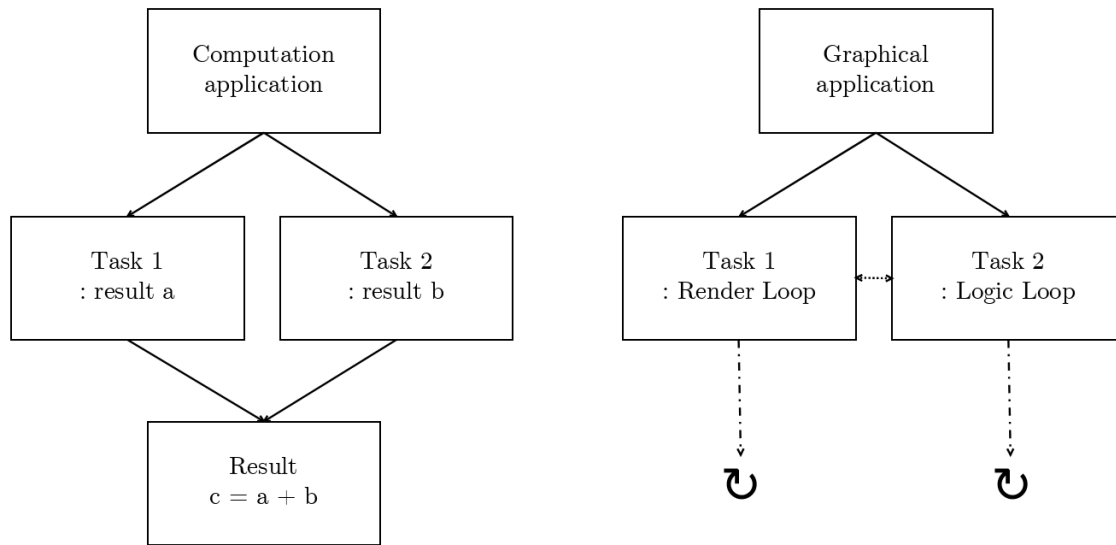 Computation
application
Task 1
: result a
Task 2
: result b
Result
c = a + b
Graphical
application
Task 1
: Render Loop
Task 2
: Logic Loop